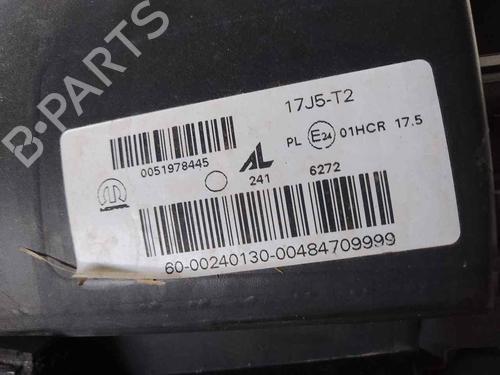 B-PARTS
17J5-T2
0051978445
AL
PL E24 01HCR 17.5
241 6272
60-00240130-00484709999